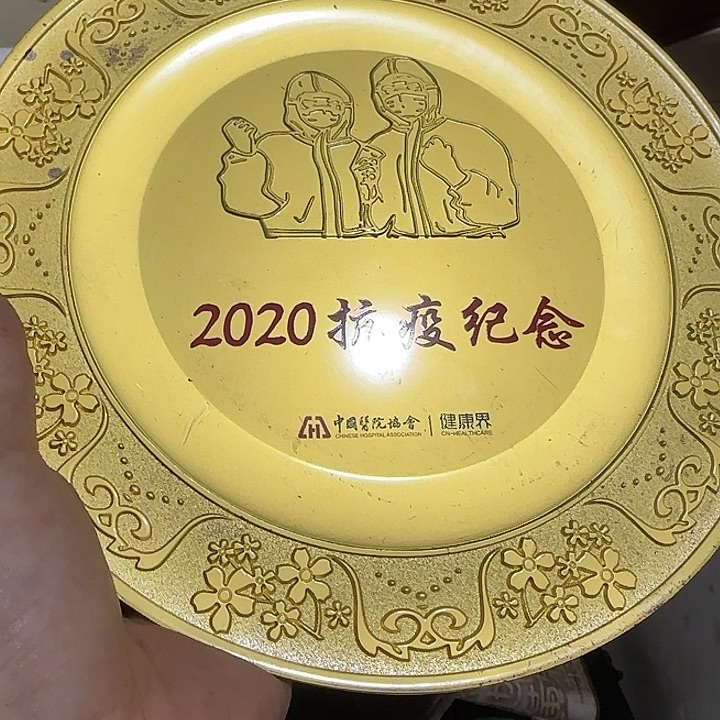 2020抗疫纪念
中國醫院協會 | 健康界
CHINESE HOSPITAL ASSOCIATION CN-HEALTHCARE